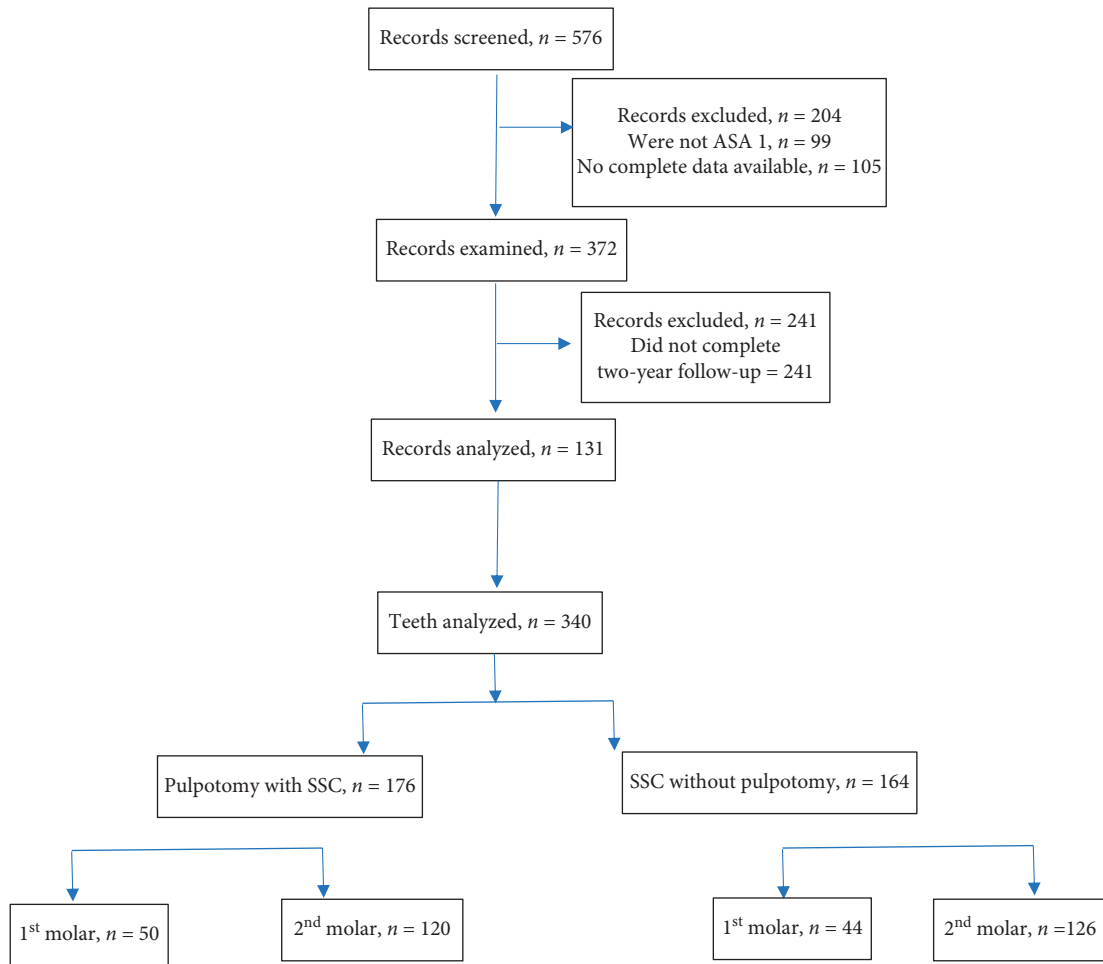 Records screened, n = 576
Records excluded, n = 204
Were not ASA 1, n = 99
No complete data available, n = 105
Records examined, n = 372
Records excluded, n = 241
Did not complete
two-year follow-up = 241
Records analyzed, n = 131
Teeth analyzed, n = 340
Pulpotomy with SSC, n = 176
SSC without pulpotomy, n = 164
1st molar, n = 50
2nd molar, n = 120
1st molar, n = 44
2nd molar, n =126